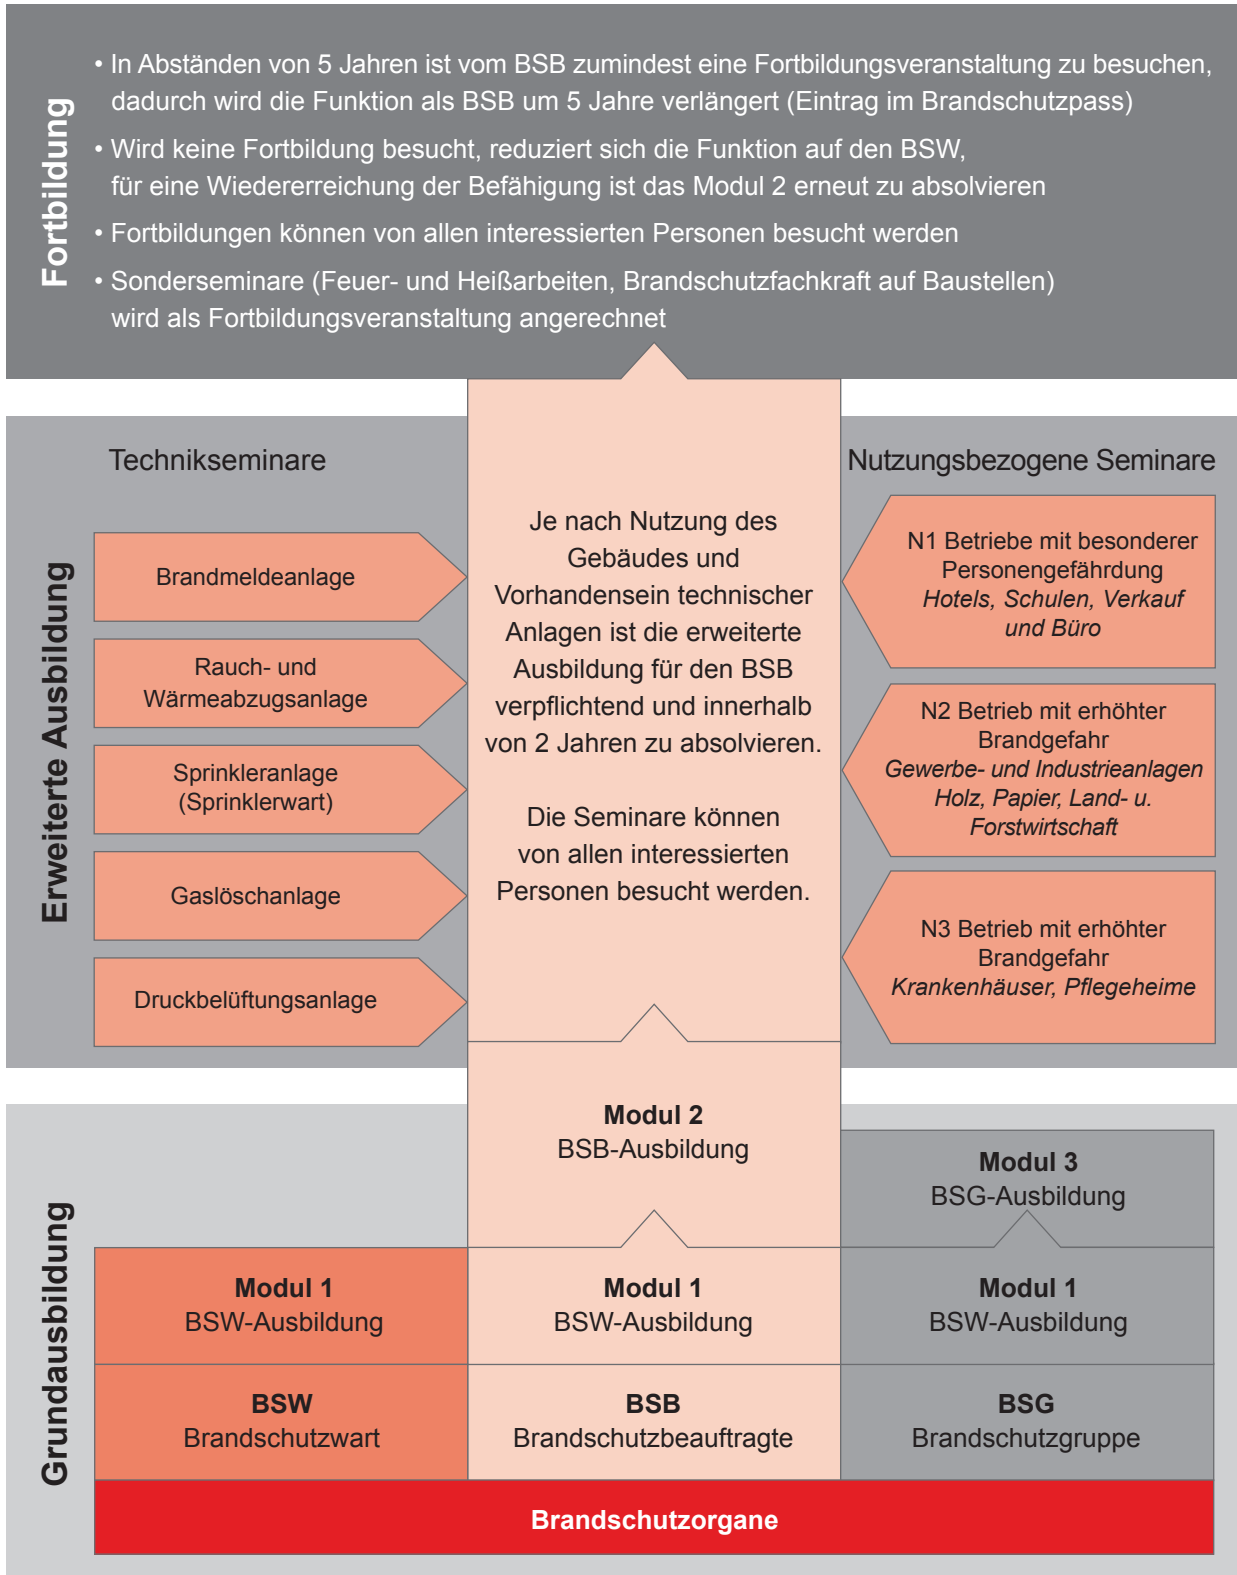 Fortbildung
• In Abständen von 5 Jahren ist vom BSB zumindest eine Fortbildungsveranstaltung zu besuchen,
dadurch wird die Funktion als BSB um 5 Jahre verlängert (Eintrag im Brandschutzpass)
• Wird keine Fortbildung besucht, reduziert sich die Funktion auf den BSW,
für eine Wiedererreichung der Befähigung ist das Modul 2 erneut zu absolvieren
• Fortbildungen können von allen interessierten Personen besucht werden
• Sonderseminare (Feuer- und Heißarbeiten, Brandschutzfachkraft auf Baustellen)
wird als Fortbildungsveranstaltung angerechnet
Erweiterte Ausbildung
Technikseminare
Brandmeldeanlage
Rauch- und
Wärmeabzugsanlage
Sprinkleranlage
(Sprinklerwart)
Gaslöschanlage
Druckbelüftungsanlage
Je nach Nutzung des
Gebäudes und
Vorhandensein technischer
Anlagen ist die erweiterte
Ausbildung für den BSB
verpflichtend und innerhalb
von 2 Jahren zu absolvieren.
Die Seminare können
von allen interessierten
Personen besucht werden.
Nutzungsbezogene Seminare
N1 Betriebe mit besonderer
Personengefährdung
Hotels, Schulen, Verkauf
und Büro
N2 Betrieb mit erhöhter
Brandgefahr
Gewerbe- und Industrieanlagen
Holz, Papier, Land- u.
Forstwirtschaft
N3 Betrieb mit erhöhter
Brandgefahr
Krankenhäuser, Pflegeheime
Grundausbildung
Modul 2
BSB-Ausbildung
Modul 3
BSG-Ausbildung
Modul 1
BSW-Ausbildung
Modul 1
BSW-Ausbildung
Modul 1
BSW-Ausbildung
BSW
Brandschutzwart
BSB
Brandschutzbeauftragte
BSG
Brandschutzgruppe
Brandschutzorgane